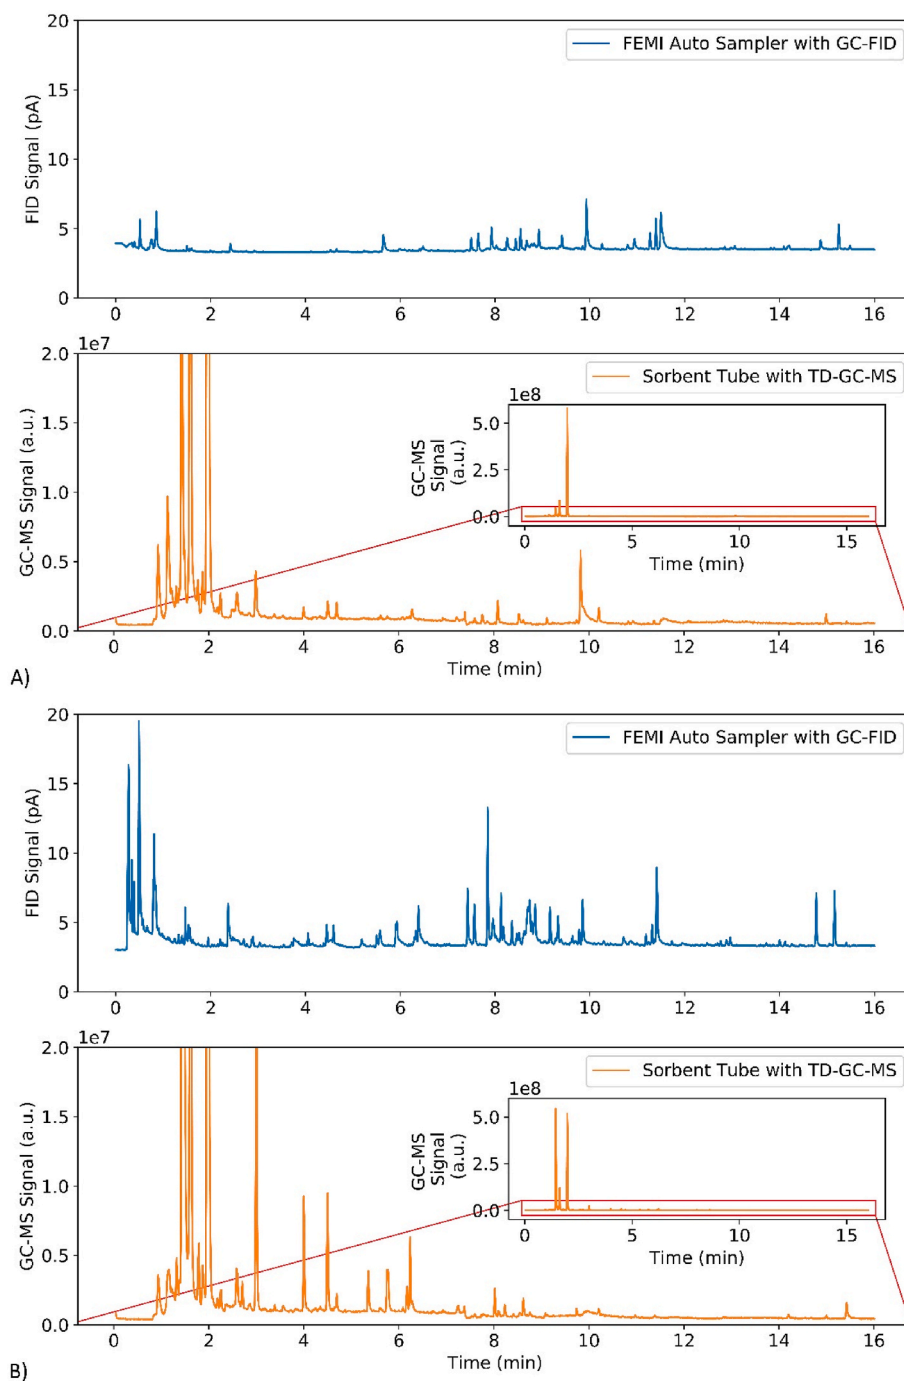 20
15
10
5
0
FID Signal (pA)
FEMI Auto Sampler with GC-FID
0 2 4 6 8 10 12 14 16
1e7
2.0
1.5
1.0
0.5
0.0
GC-MS Signal (a.u.)
Sorbent Tube with TD-GC-MS
1e8
5.0
2.5
0.0
GC-MS
Signal
(a.u.)
0 5 10 15
Time (min)
0 2 4 6 8 10 12 14 16
Time (min)
A)
20
15
10
5
0
FID Signal (pA)
FEMI Auto Sampler with GC-FID
0 2 4 6 8 10 12 14 16
1e7
2.0
1.5
1.0
0.5
0.0
GC-MS Signal (a.u.)
Sorbent Tube with TD-GC-MS
1e8
5.0
2.5
0.0
GC-MS
Signal
(a.u.)
0 5 10 15
Time (min)
0 2 4 6 8 10 12 14 16
Time (min)
B)